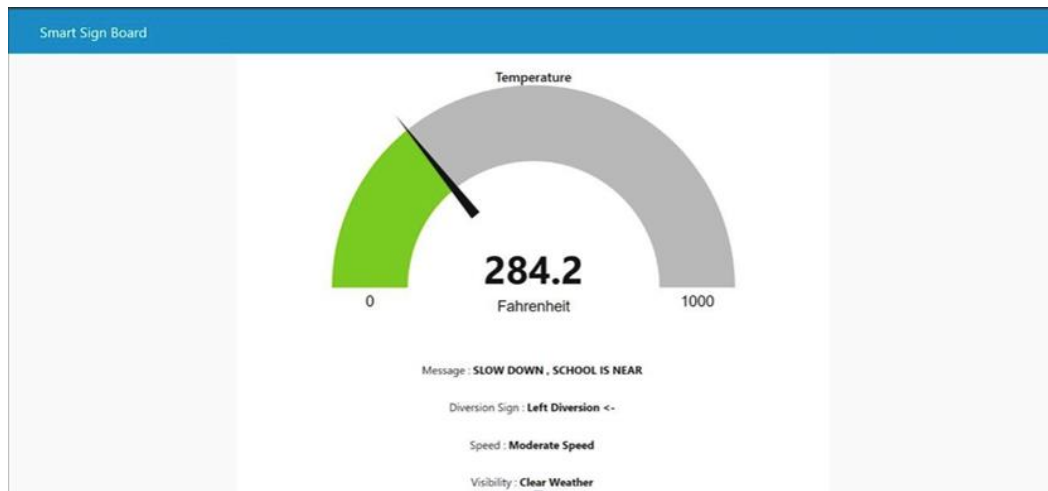 Smart Sign Board
Temperature
284.2
0
Fahrenheit
1000
Message : SLOW DOWN , SCHOOL IS NEAR
Diversion Sign : Left Diversion <-
Speed : Moderate Speed
Visibility : Clear Weather